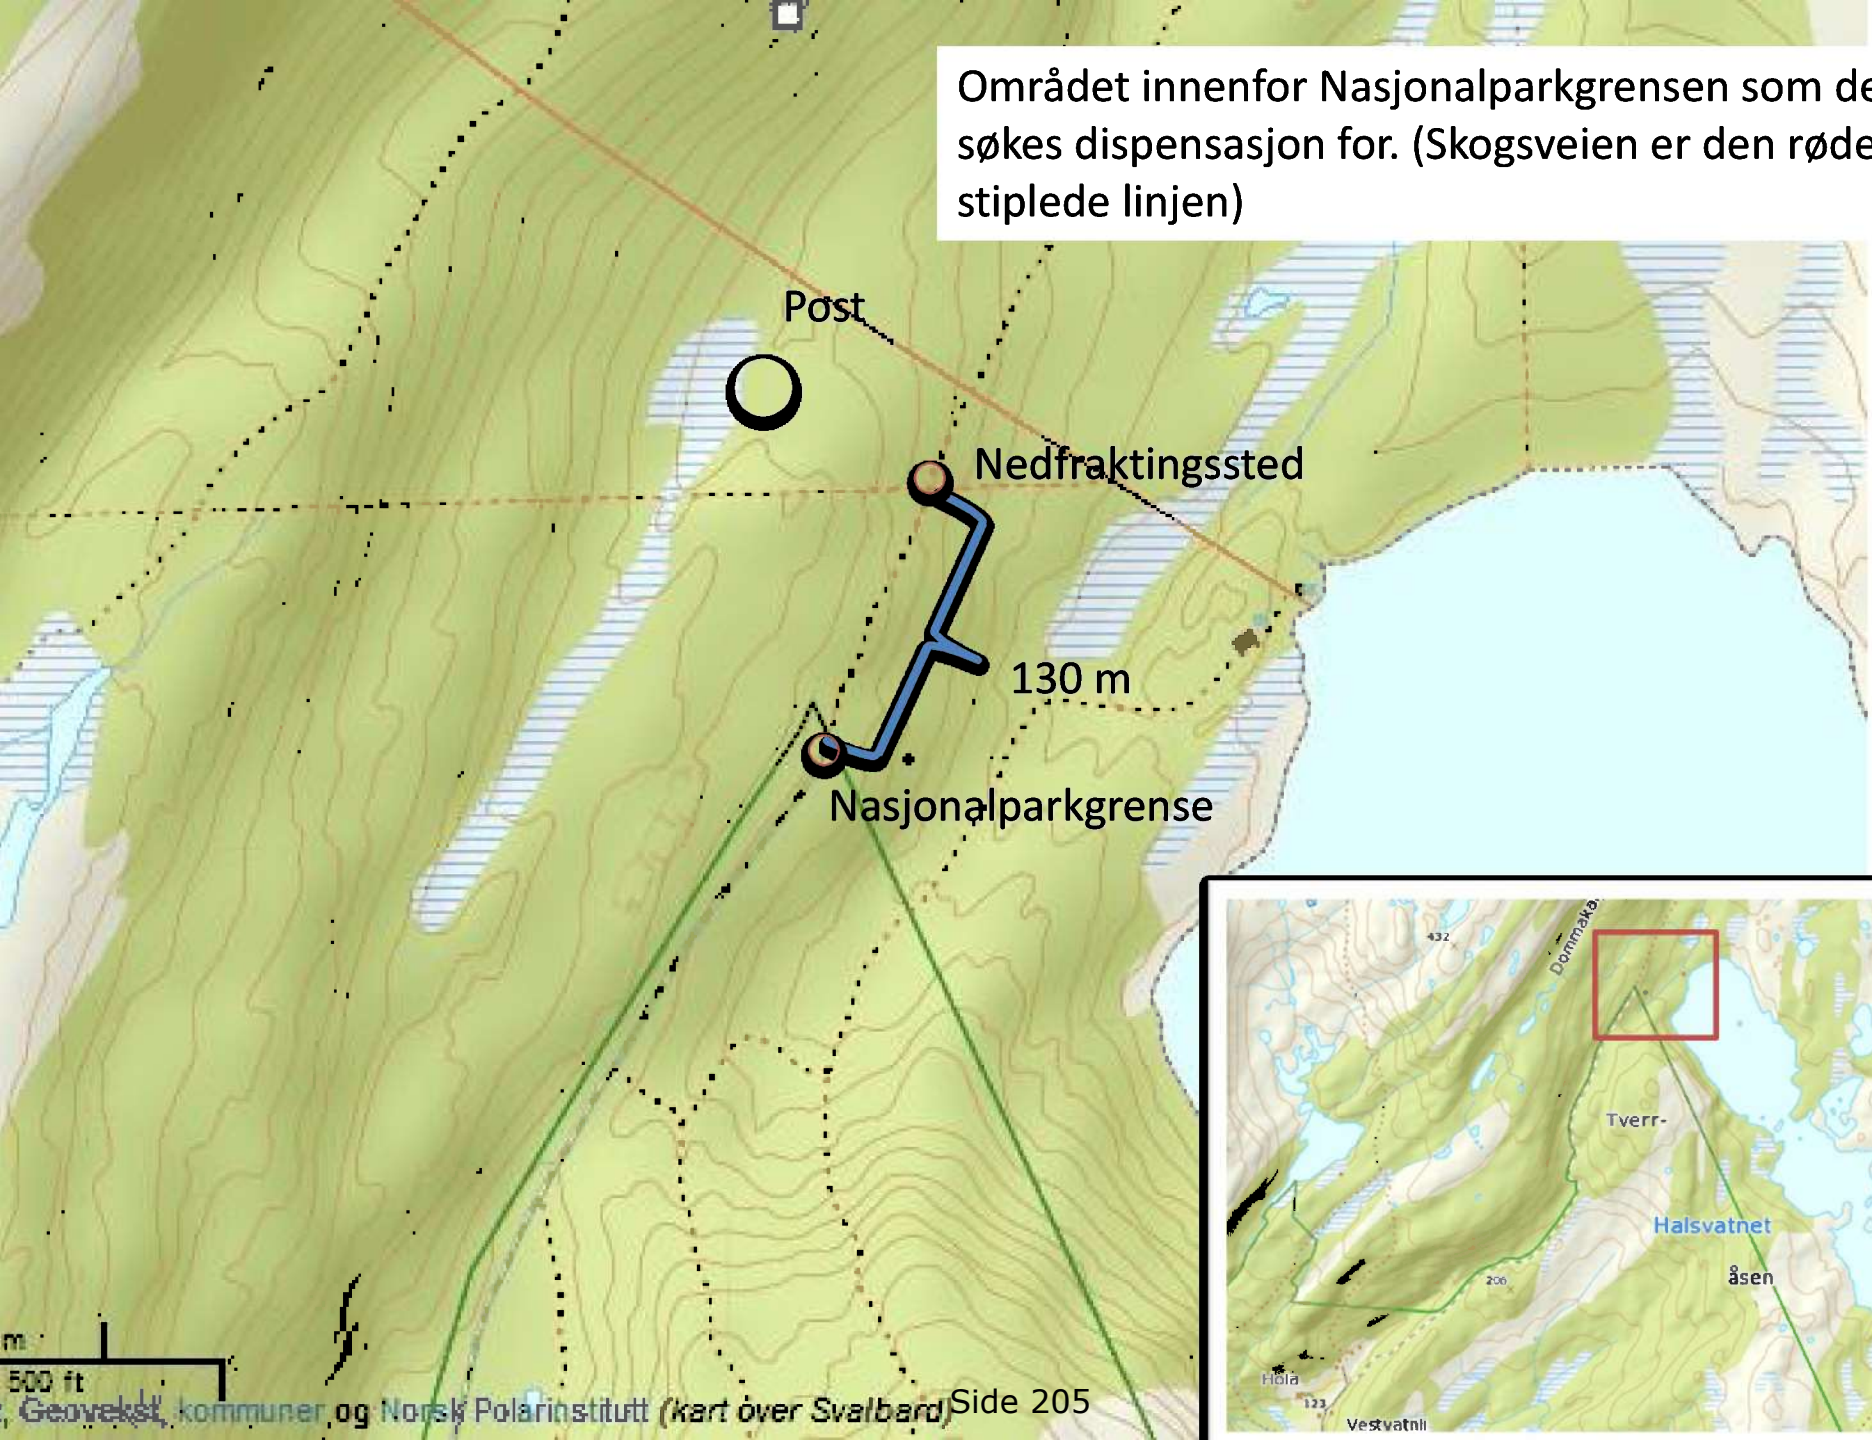 Området innenfor Nasjonalparkgrensen som de
søkes dispensasjon for. (Skogsveien er den røde
stiplede linjen)
Post
Nedfraktingssted
130 m
Nasjonalparkgrense
432
Dommaka
Tverr-
Halsvatnet
åsen
206
Hola
123
Vestvatnli
m
500 ft
, Geovekst, kommuner og Norsk Polarinstitutt (kart over Svalbard)
Side 205